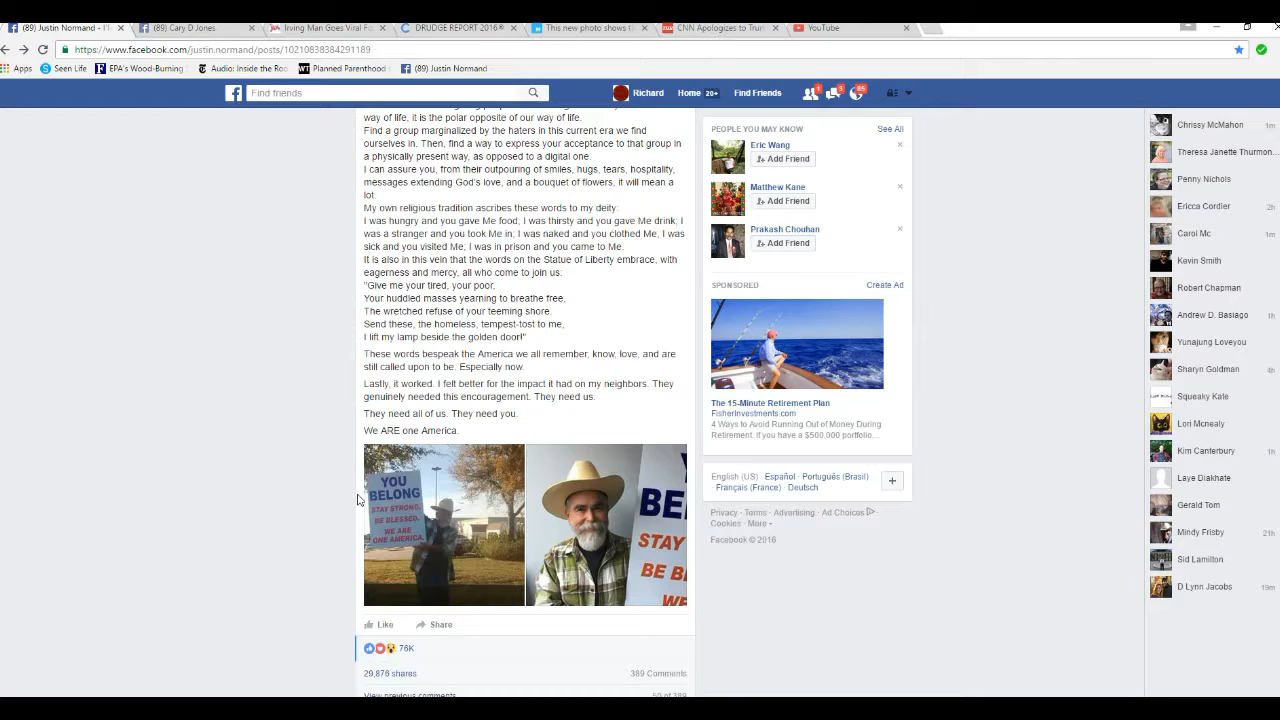 (89) Justin Normand - I'l
(89) Cary D Jones
Irving Man Goes Viral Fo
DRUDGE REPORT 2016®
This new photo shows th
CNN Apologizes to Trum
YouTube
https://www.facebook.com/justin.normand/posts/10210838384291189
Apps
Seen Life
EPA's Wood-Burning
Audio: Inside the Roo
Planned Parenthood
(89) Justin Normand
Find friends
Richard
Home 20+
Find Friends
1
3
85
way of life, it is the polar opposite of our way of life.
Find a group marginalized by the haters in this current era we find
ourselves in. Then, find a way to express your acceptance to that group in
a physically present way, as opposed to a digital one.
I can assure you, from their outpouring of smiles, hugs, tears, hospitality,
messages extending God's love, and a bouquet of flowers, it will mean a
lot.
My own religious tradition ascribes these words to my deity:
I was hungry and you gave Me food; I was thirsty and you gave Me drink; I
was a stranger and you took Me in; I was naked and you clothed Me; I was
sick and you visited Me; I was in prison and you came to Me.
It is also in this vein that the words on the Statue of Liberty embrace, with
eagerness and mercy, all who come to join us:
"Give me your tired, your poor,
Your huddled masses yearning to breathe free,
The wretched refuse of your teeming shore.
Send these, the homeless, tempest-tost to me,
I lift my lamp beside the golden door!"
These words bespeak the America we all remember, know, love, and are
still called upon to be. Especially now.
Lastly, it worked. I felt better for the impact it had on my neighbors. They
genuinely needed this encouragement. They need us.
They need all of us. They need you.
We ARE one America.
YOU
BELONG
STAY STRONG.
BE BLESSED.
WE ARE
ONE AMERICA.
Y
BE
STAY
BE B
WE
Like
Share
76K
29,876 shares
389 Comments
View previous comments
50 of 389
PEOPLE YOU MAY KNOW
See All
Eric Wang
Add Friend
Matthew Kane
Add Friend
Prakash Chouhan
Add Friend
SPONSORED
Create Ad
The 15-Minute Retirement Plan
FisherInvestments.com
4 Ways to Avoid Running Out of Money During
Retirement. If you have a $500,000 portfolio...
English (US) · Español · Português (Brasil)
· Français (France) · Deutsch
Privacy · Terms · Advertising · Ad Choices
Cookies · More
Facebook © 2016
Chrissy McMahon 1m
Theresa Janette Thurmon...
Penny Nichols
Ericca Cordier 2h
Carol Mc 1m
Kevin Smith
Robert Chapman
Andrew D. Basiago 1m
Yunajung Loveyou
Sharyn Goldman 4h
Squeaky Kate
Lori Mcnealy
Kim Canterbury 1h
Laye Diakhate
Gerald Tom
Mindy Frisby 21h
Sid Lamilton
D Lynn Jacobs 19m